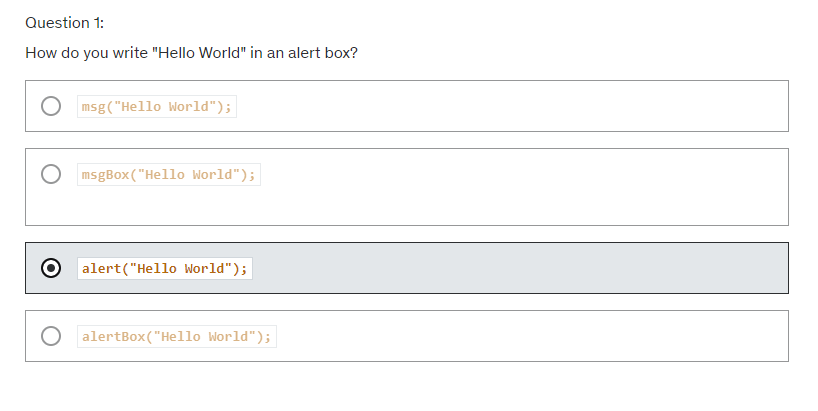 Question 1:
How do you write "Hello World" in an alert box?
msg("Hello World");
msgBox("Hello World");
alert("Hello World");
alertBox("Hello World");